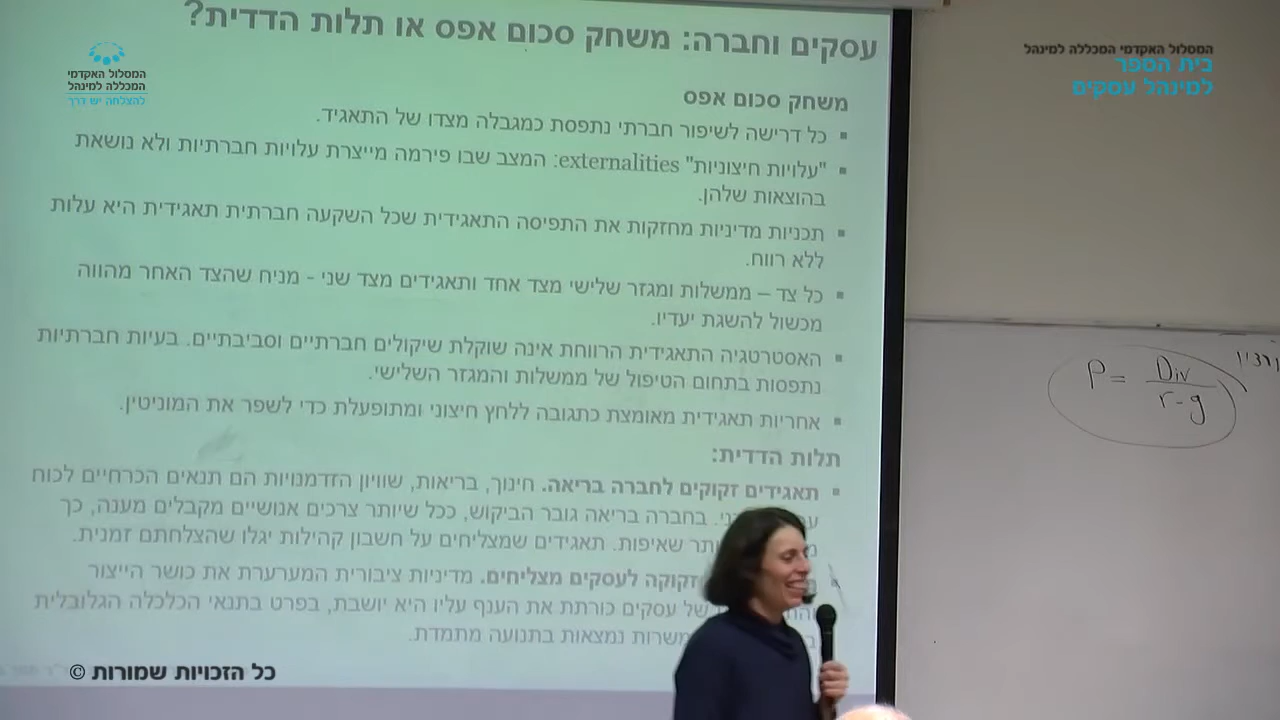 עסקים וחברה: משחק סכום אפס או תלות הדדית?
המסלול האקדמי המכללה למינהל
בית הספר
למינהל עסקים
המסלול האקדמי
המכללה למינהל
להצלחה יש דרך
משחק סכום אפס
כל דרישה לשיפור חברתי נתפסת כמגבלה מצדו של התאגיד.
"עלויות חיצוניות" externalities: המצב שבו פירמה מייצרת עלויות חברתיות ולא נושאת
בהוצאות שלהן.
תכניות מדיניות מחזקות את התפיסה התאגידית שכל השקעה חברתית תאגידית היא עלות
ללא רווח.
כל צד – ממשלות ומגזר שלישי מצד אחד ותאגידים מצד שני - מניח שהצד האחר מהווה
מכשול להשגת יעדיו.
האסטרטגיה התאגידית הרווחת אינה שוקלת שיקולים חברתיים וסביבתיים. בעיות חברתיות
נתפסות בתחום הטיפול של ממשלות והמגזר השלישי.
אחריות תאגידית מאומצת כתגובה ללחץ חיצוני ומתופעלת כדי לשפר את המוניטין.
תלות הדדית:
תאגידים זקוקים לחברה בריאה. חינוך, בריאות, שוויון הזדמנויות הם תנאים הכרחיים לכוח
בחברה בריאה גובר הביקוש, ככל שיותר צרכים אנושיים מקבלים מענה, כך
שאיפות. תאגידים שמצליחים על חשבון קהילות יגלו שהצלחתם זמנית.
זקוקה לעסקים מצליחים. מדיניות ציבורית המערערת את כושר הייצור
של עסקים כורתת את הענף עליו היא יושבת, בפרט בתנאי הכלכלה הגלובלית
משרות נמצאות בתנועה מתמדת.
כל הזכויות שמורות ©
P = Div / r - g